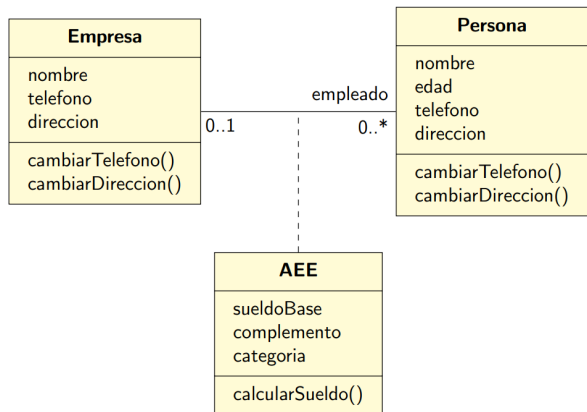 Empresa
nombre
telefono
direccion
cambiarTelefono()
cambiarDireccion()
empleado
0..1
0..*
Persona
nombre
edad
telefono
direccion
cambiarTelefono()
cambiarDireccion()
AEE
sueldoBase
complemento
categoria
calcularSueldo()